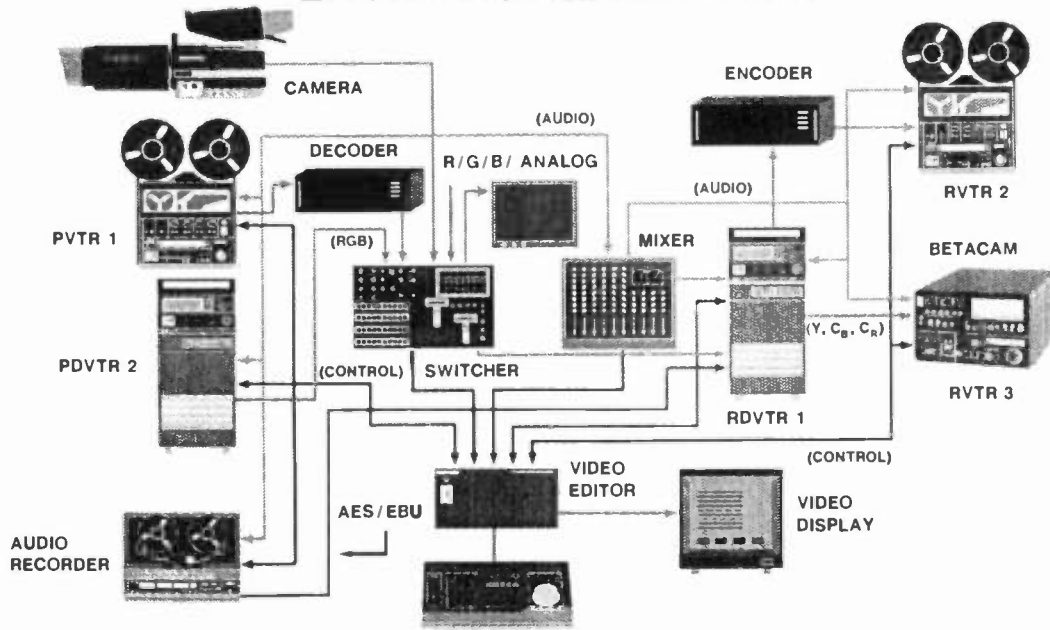 CAMERA
ENCODER
(AUDIO)
DECODER
R/G/B/ ANALOG
RVTR 2
(AUDIO)
PVTR 1
(RGB)
MIXER
BETACAM
(Y, C_B, C_R)
PDVTR 2
(CONTROL)
SWITCHER
RVTR 3
RDVTR 1
(CONTROL)
VIDEO
EDITOR
AES/EBU
VIDEO
DISPLAY
AUDIO
RECORDER